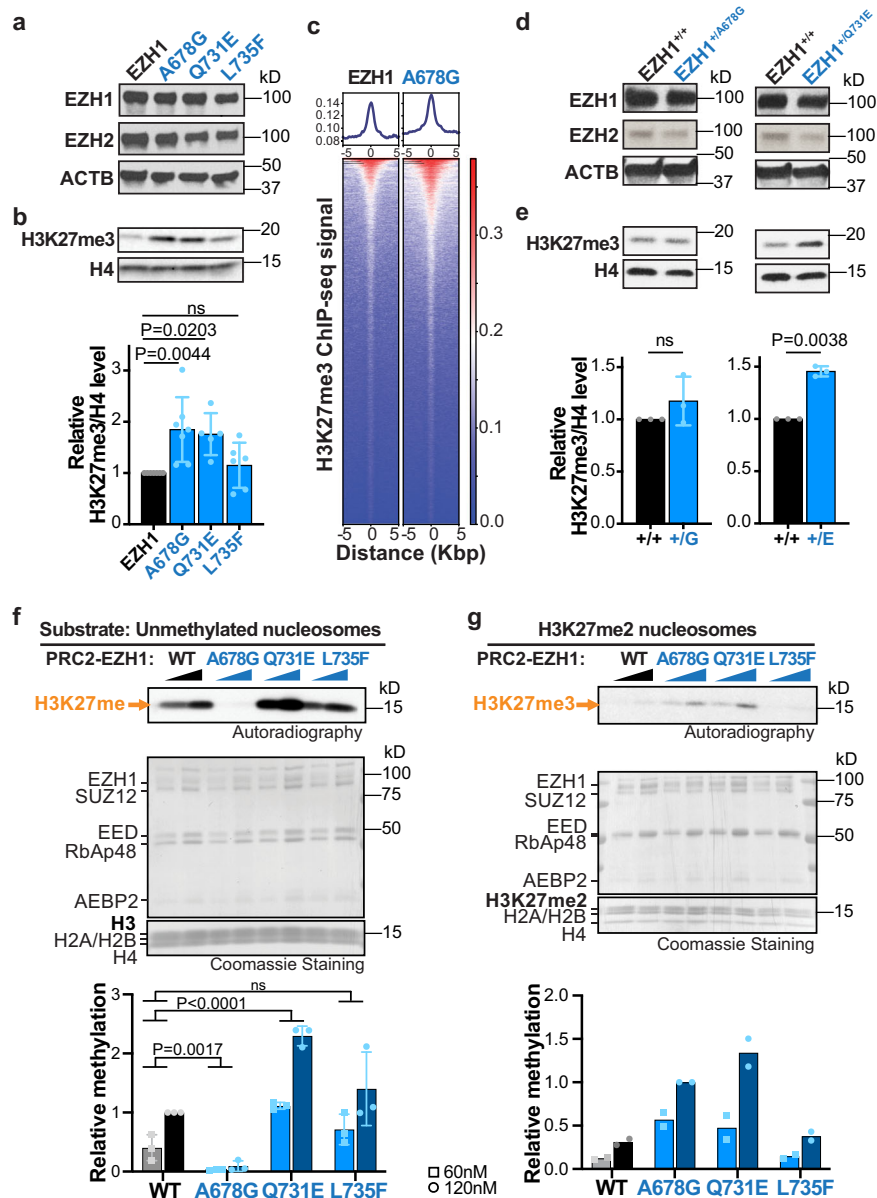 a
EZH1
A678G
Q731E
L735F
kD
EZH1
100
EZH2
100
ACTB
50
37
b
H3K27me3
20
H4
15
ns
P=0.0203
P=0.0044
Relative
H3K27me3/H4 level
3
2
1
0
EZH1
A678G
Q731E
L735F
c
EZH1 A678G
0.14
0.10
0.08
-5 0 5 -5 0 5
H3K27me3 ChIP-seq signal
0.3
0.2
0.1
0.0
-5 0 5 -5 0 5
Distance (Kbp)
d
EZH1+/+
EZH1+/A678G
EZH1+/+
EZH1+/Q731E
kD
kD
EZH1
100
100
EZH2
100
100
ACTB
50
37
50
37
e
H3K27me3
20
20
H4
15
15
ns
P=0.0038
Relative
H3K27me3/H4 level
1.5
1.0
0.5
0.0
+/+ +/G
1.5
1.0
0.5
0.0
+/+ +/E
f
Substrate: Unmethylated nucleosomes
PRC2-EZH1: WT A678G Q731E L735F
kD
H3K27me
15
Autoradiography
kD
EZH1
100
SUZ12
75
EED
50
RbAp48
AEBP2
H3
15
H2A/H2B
H4
Coomassie Staining
ns
P<0.0001
P=0.0017
Relative methylation
3
2
1
0
WT A678G Q731E L735F
60nM
120nM
g
H3K27me2 nucleosomes
PRC2-EZH1: WT A678G Q731E L735F
kD
H3K27me3
15
Autoradiography
kD
EZH1
100
SUZ12
75
EED
RbAp48
50
AEBP2
H3K27me2
15
H2A/H2B
H4
Coomassie Staining
Relative methylation
2.0
1.5
1.0
0.5
0.0
WT A678G Q731E L735F